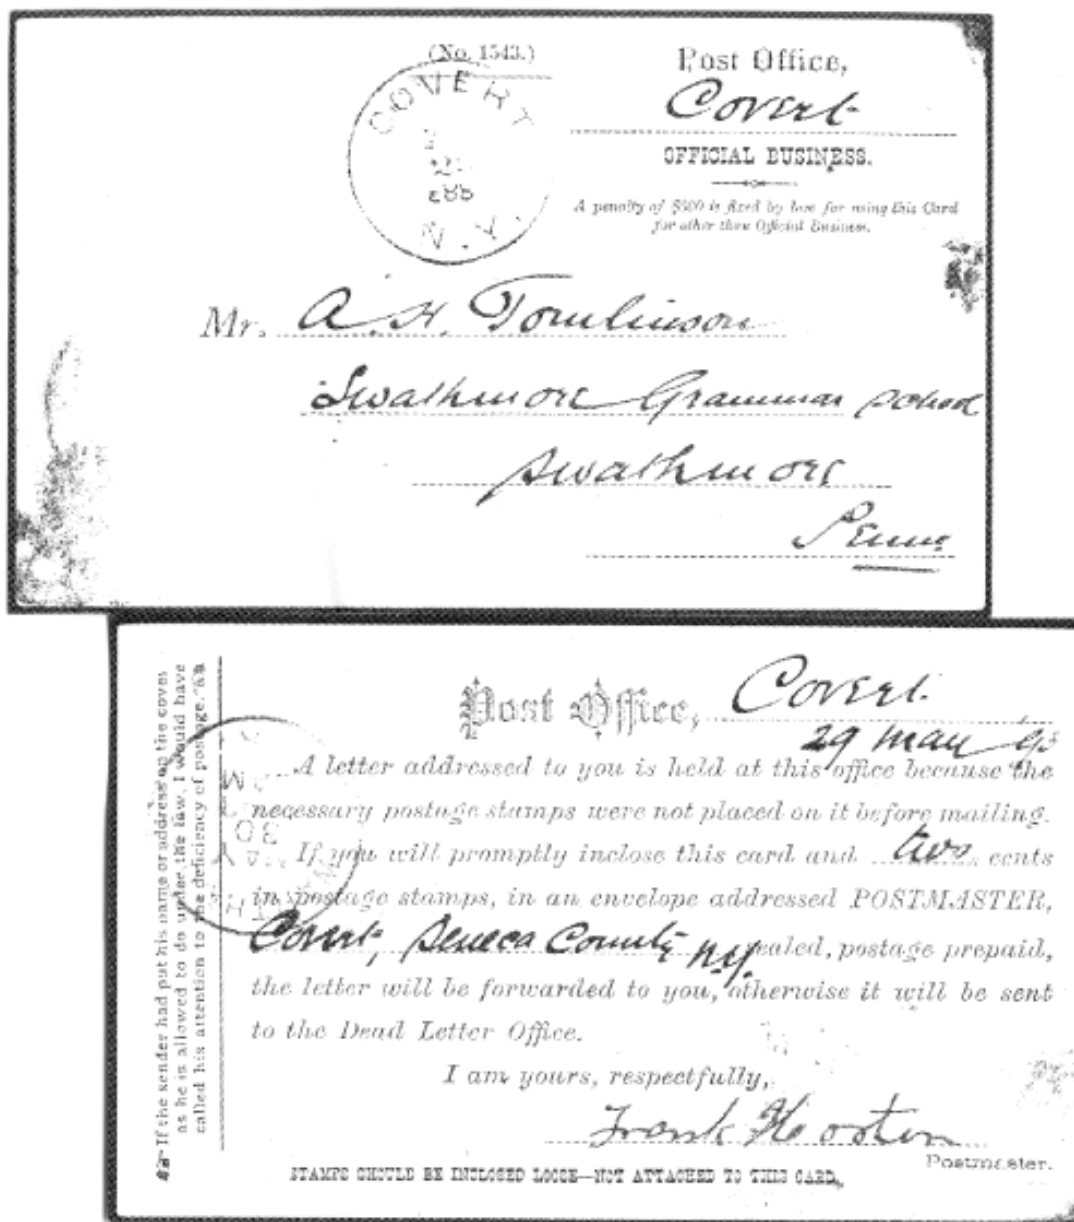 (No. 1543.)
Post Office,
Covert
OFFICIAL BUSINESS.
A penalty of $300 is fixed by law for using this Card
for other than Official Business.
COVERT
N.Y.
Mr. A. H. Tomlinson
Swathmore Grammar School
Swathmore
Penna
Post Office, Covert
29 May 93
A letter addressed to you is held at this office because the
necessary postage stamps were not placed on it before mailing.
If you will promptly inclose this card and two cents
in postage stamps, in an envelope addressed POSTMASTER,
Covert, Seneca County N.Y. sealed, postage prepaid,
the letter will be forwarded to you, otherwise it will be sent
to the Dead Letter Office.
I am yours, respectfully,
Frank
Postmaster.
STAMPS SHOULD BE INCLOSED LOOSE—NOT ATTACHED TO THIS CARD.
If the sender had put his name or address on the cover
as he is allowed to do under the law, I would have
called his attention to the deficiency of postage.